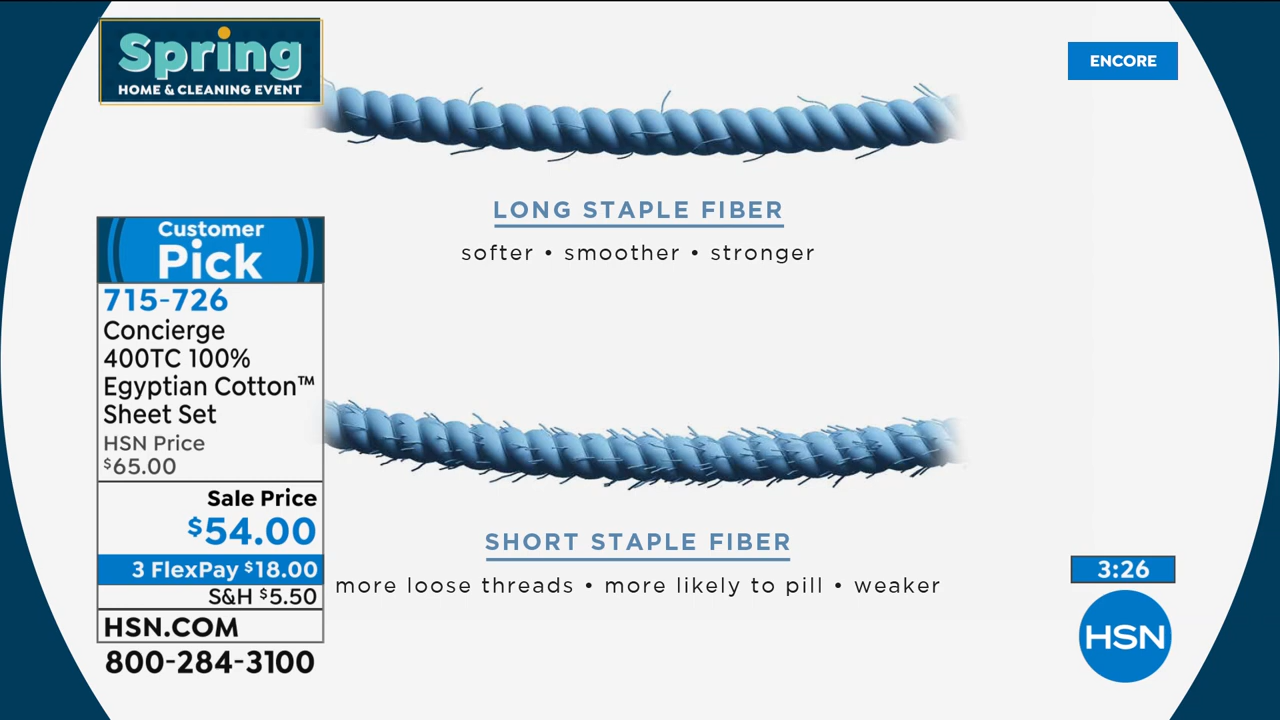 Spring
HOME & CLEANING EVENT
ENCORE
LONG STAPLE FIBER
softer • smoother • stronger
Customer
Pick
715-726
Concierge
400TC 100%
Egyptian Cotton™
Sheet Set
HSN Price
$65.00
Sale Price
$54.00
3 FlexPay $18.00
S&H $5.50
HSN.COM
800-284-3100
SHORT STAPLE FIBER
more loose threads • more likely to pill • weaker
3:26
HSN